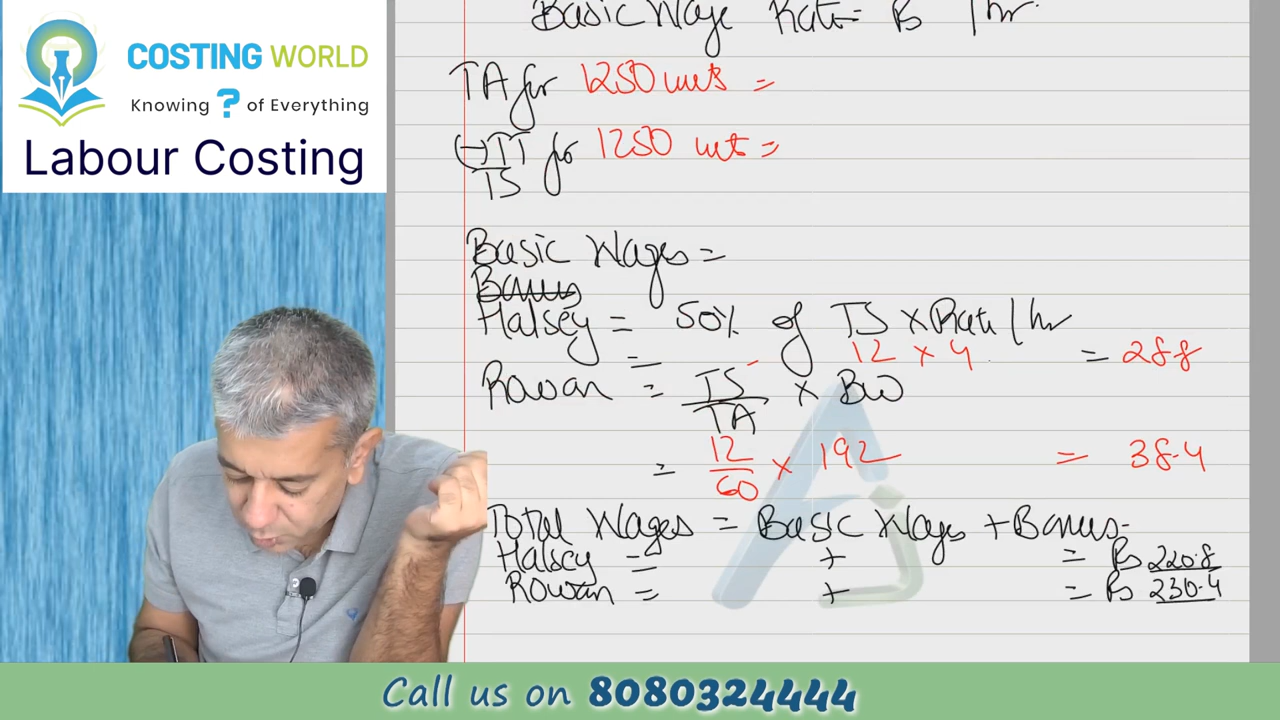 COSTING WORLD
Knowing ? of Everything
Labour Costing
Basic Wage Rate = Rs /hr.
TA for 1250 units =
(-) TT for 1250 units =
TS
Basic Wages =
Bonus
Halsey = 50% of TS x Rate / hr
= 12 x 4 = 288
Rowan = TS / TA x BW
= 12 / 60 x 192 = 38.4
Total Wages = Basic Wages + Bonus
Halsey = + = Rs 220.8
Rowan = + = Rs 230.4
Call us on 8080324444